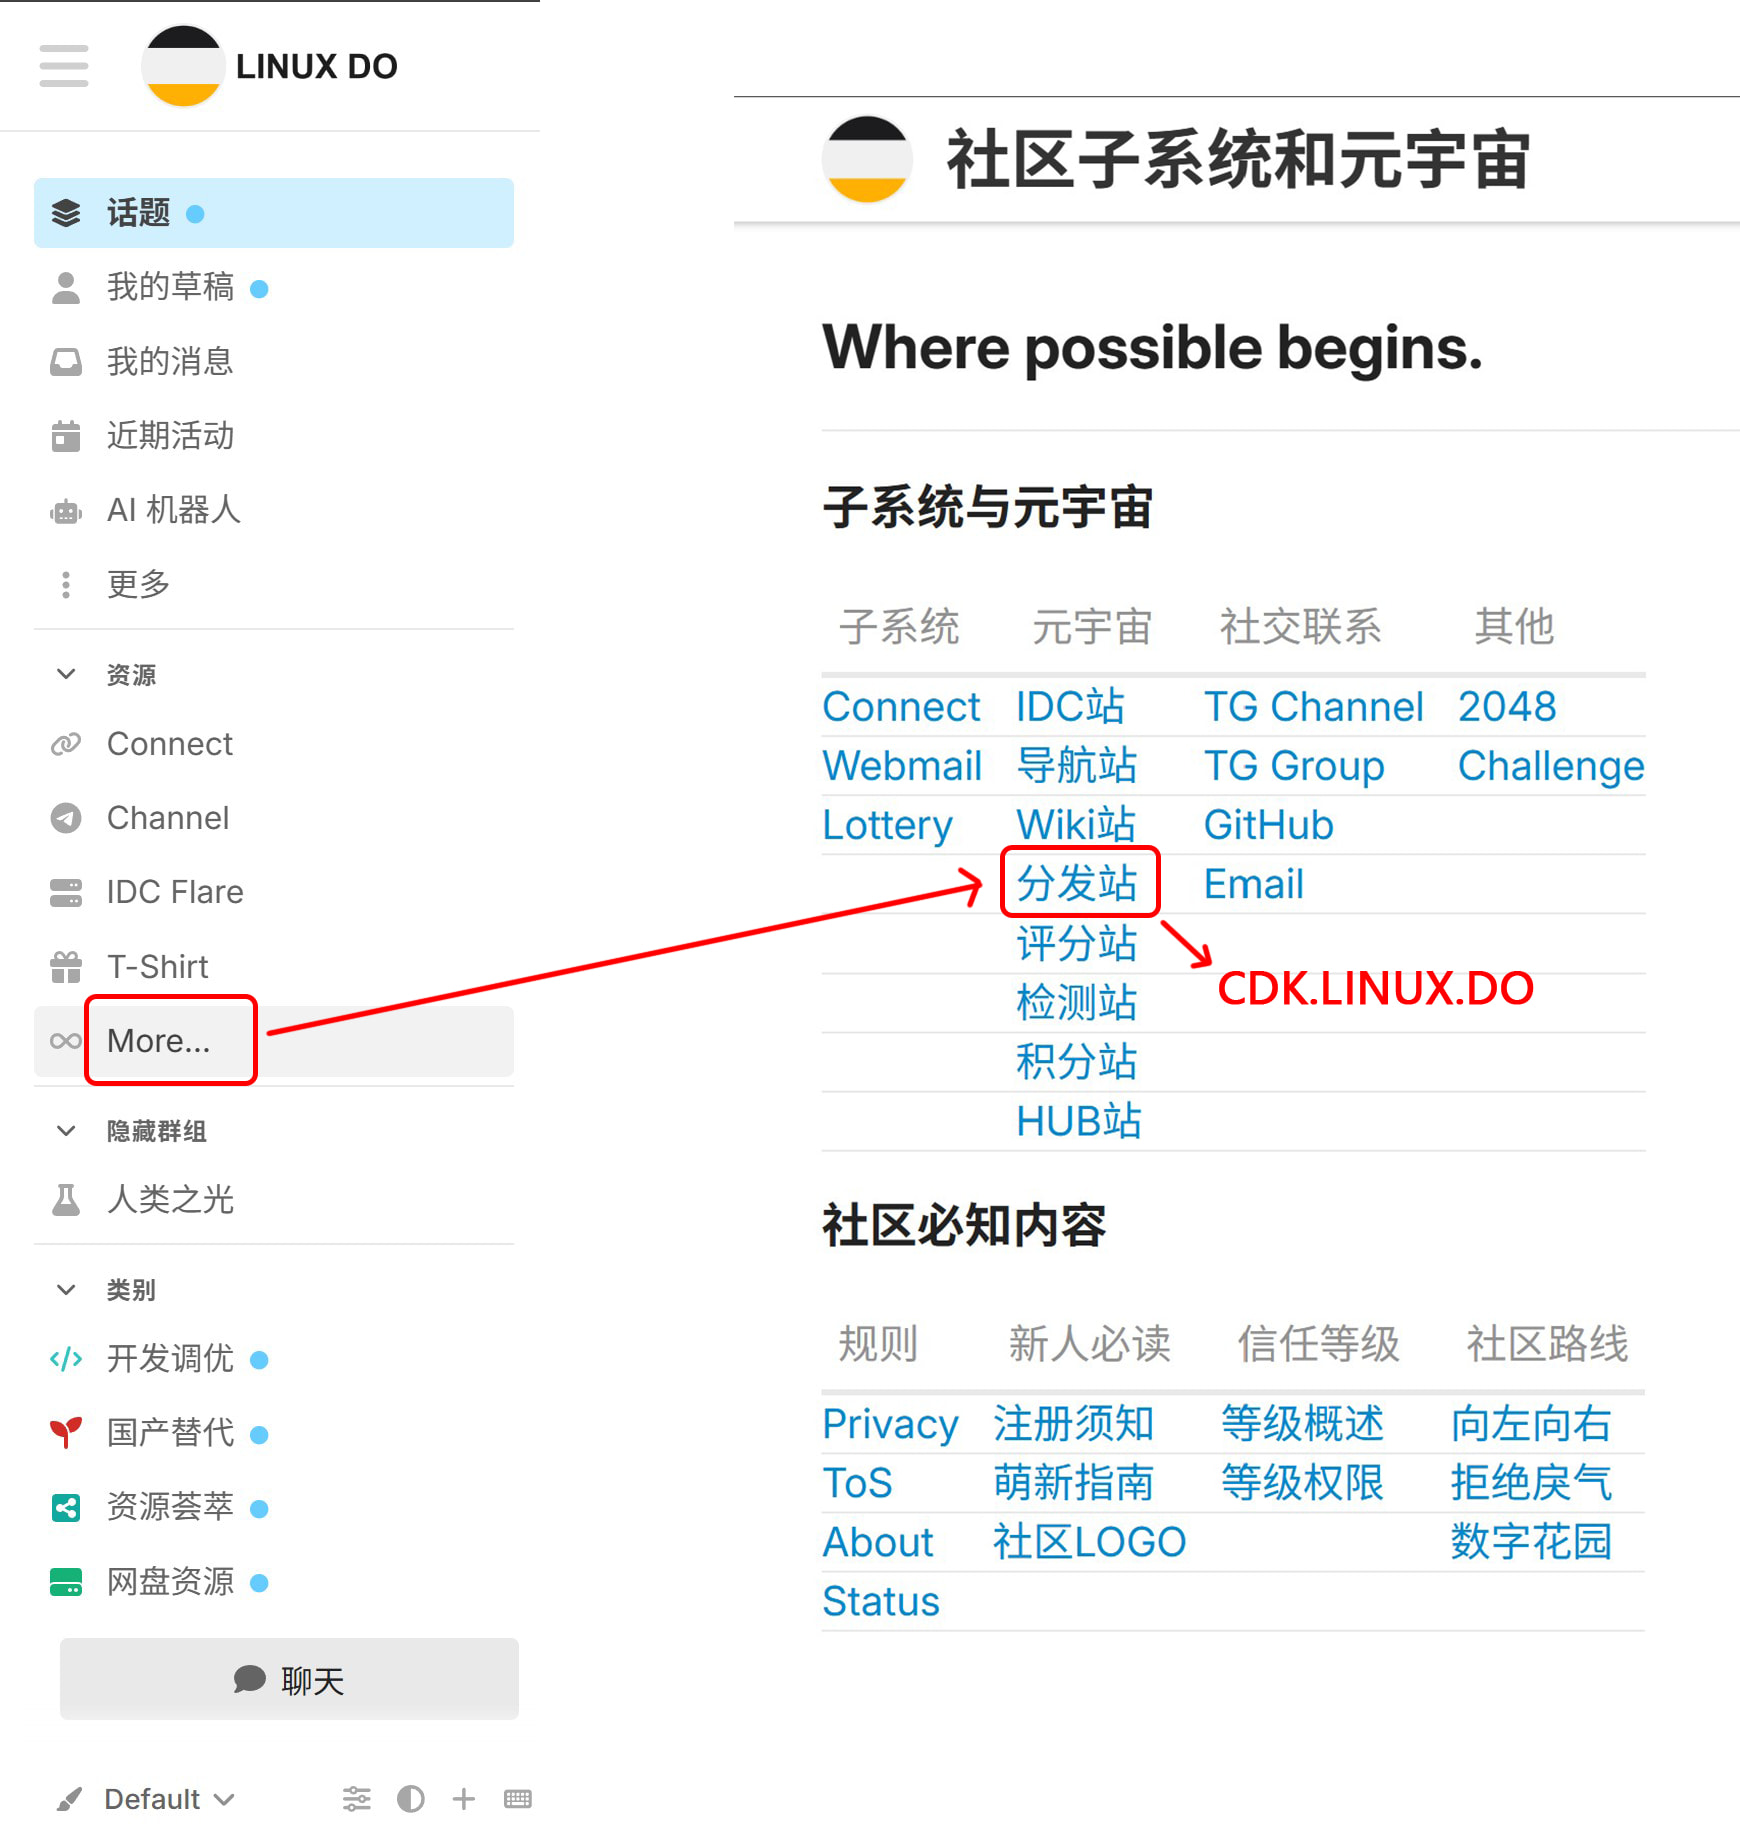 LINUX DO
话题
我的草稿
我的消息
近期活动
AI 机器人
更多
资源
Connect
Channel
IDC Flare
T-Shirt
More...
隐藏群组
人类之光
类别
开发调优
国产替代
资源荟萃
网盘资源
聊天
Default
社区子系统和元宇宙
Where possible begins.
子系统与元宇宙
子系统 元宇宙 社交联系 其他
Connect IDC站 TG Channel 2048
Webmail 导航站 TG Group Challenge
Lottery Wiki站 GitHub
分发站 Email
评分站
CDK.LINUX.DO
检测站
积分站
HUB站
社区必知内容
规则 新人必读 信任等级 社区路线
Privacy 注册须知 等级概述 向左向右
ToS 萌新指南 等级权限 拒绝戾气
About 社区LOGO 数字花园
Status